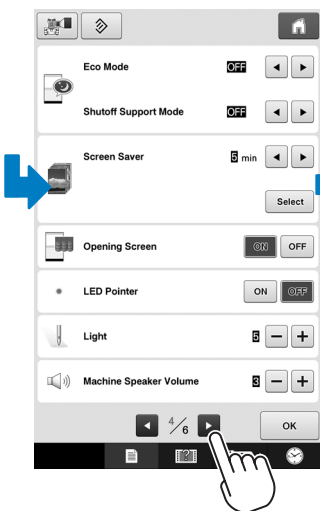 Eco Mode OFF
Shutoff Support Mode OFF
Screen Saver 5 min
Select
Opening Screen ON OFF
LED Pointer ON OFF
Light 5 − +
Machine Speaker Volume 3 − +
4/6 OK